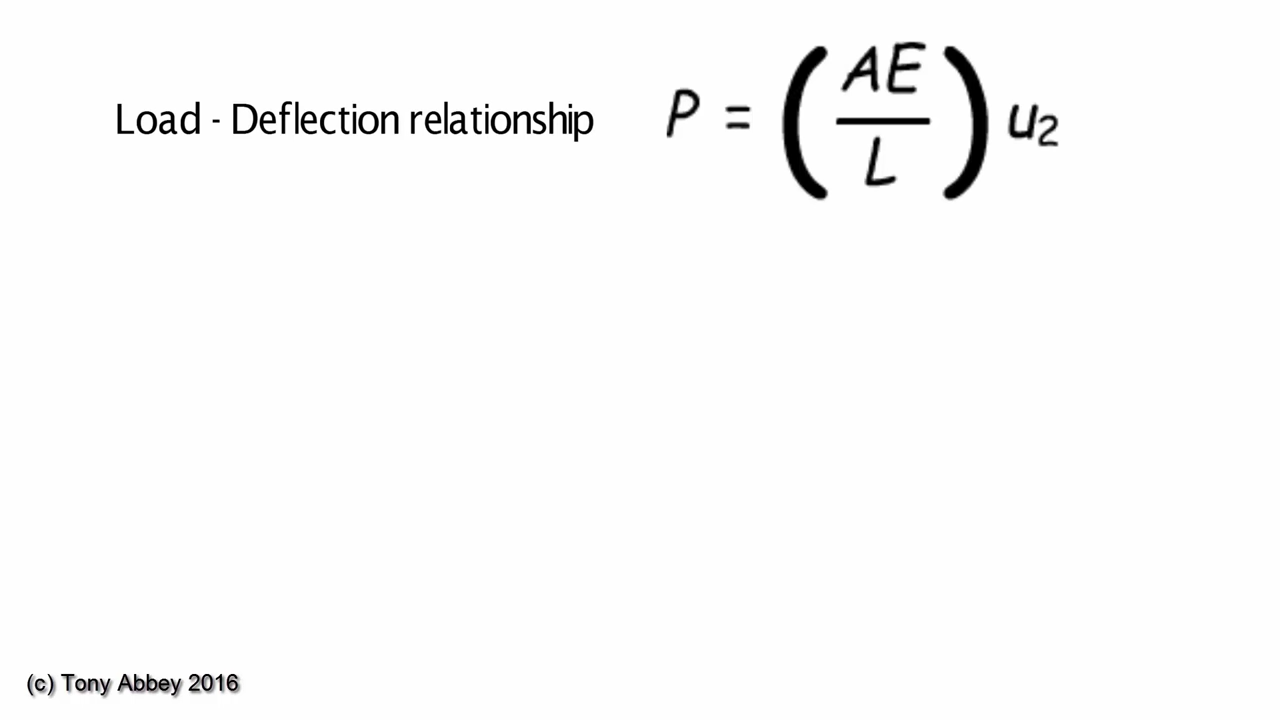 Load - Deflection relationship P = (AE/L) u₂
(c) Tony Abbey 2016